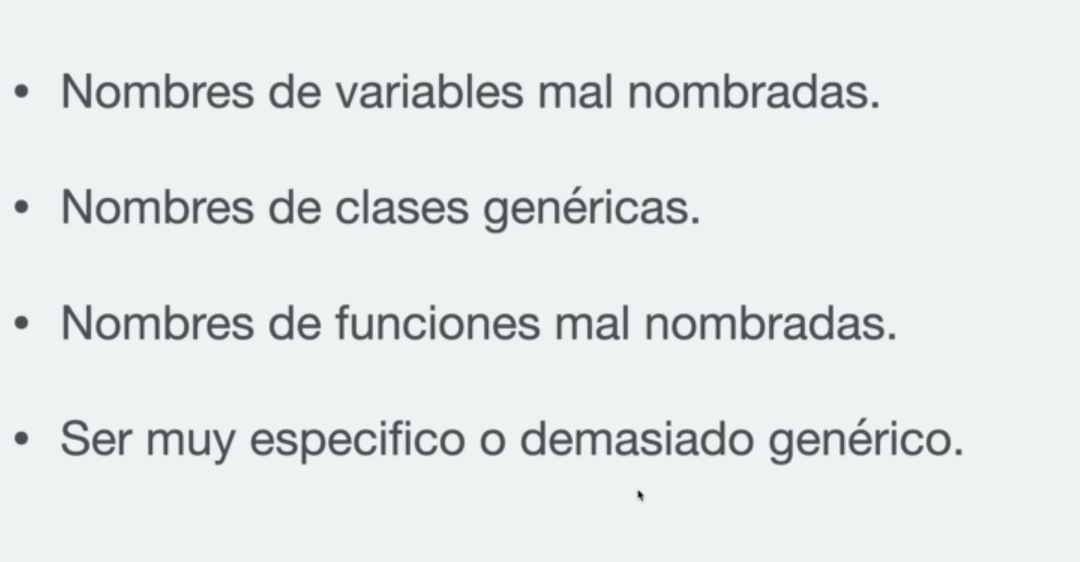 • Nombres de variables mal nombradas.
• Nombres de clases genéricas.
• Nombres de funciones mal nombradas.
• Ser muy especifico o demasiado genérico.